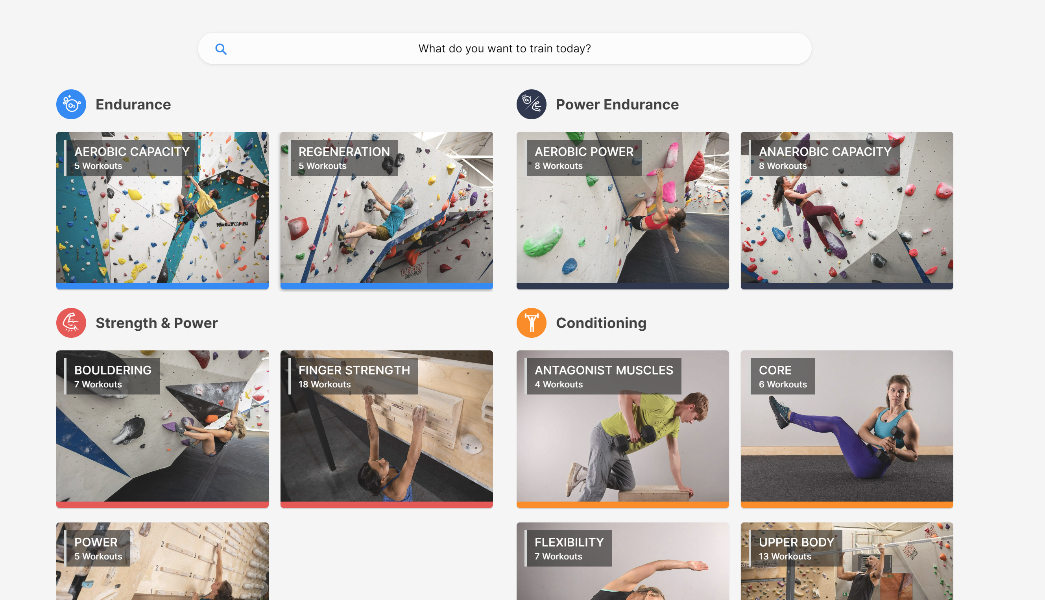 What do you want to train today?
Endurance
Power Endurance
AEROBIC CAPACITY
5 Workouts
REGENERATION
5 Workouts
AEROBIC POWER
8 Workouts
ANAEROBIC CAPACITY
8 Workouts
Strength & Power
Conditioning
BOULDERING
7 Workouts
FINGER STRENGTH
18 Workouts
ANTAGONIST MUSCLES
4 Workouts
CORE
6 Workouts
POWER
5 Workouts
FLEXIBILITY
7 Workouts
UPPER BODY
13 Workouts